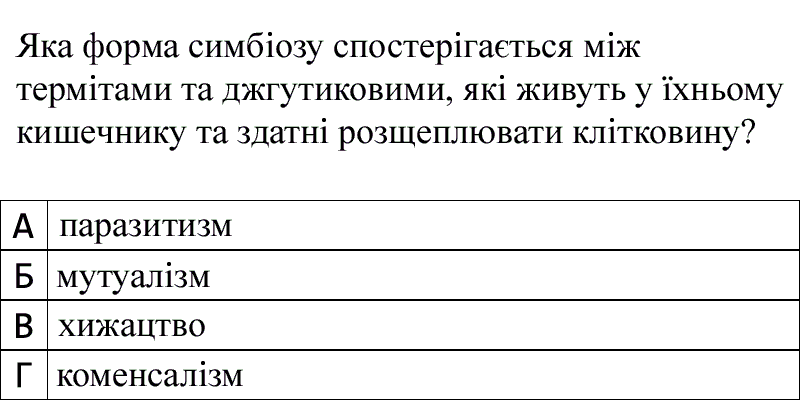 Яка форма симбіозу спостерігається між
термітами та джгутиковими, які живуть у їхньому
кишечнику та здатні розщеплювати клітковину?
А паразитизм
Б мутуалізм
В хижацтво
Г коменсалізм